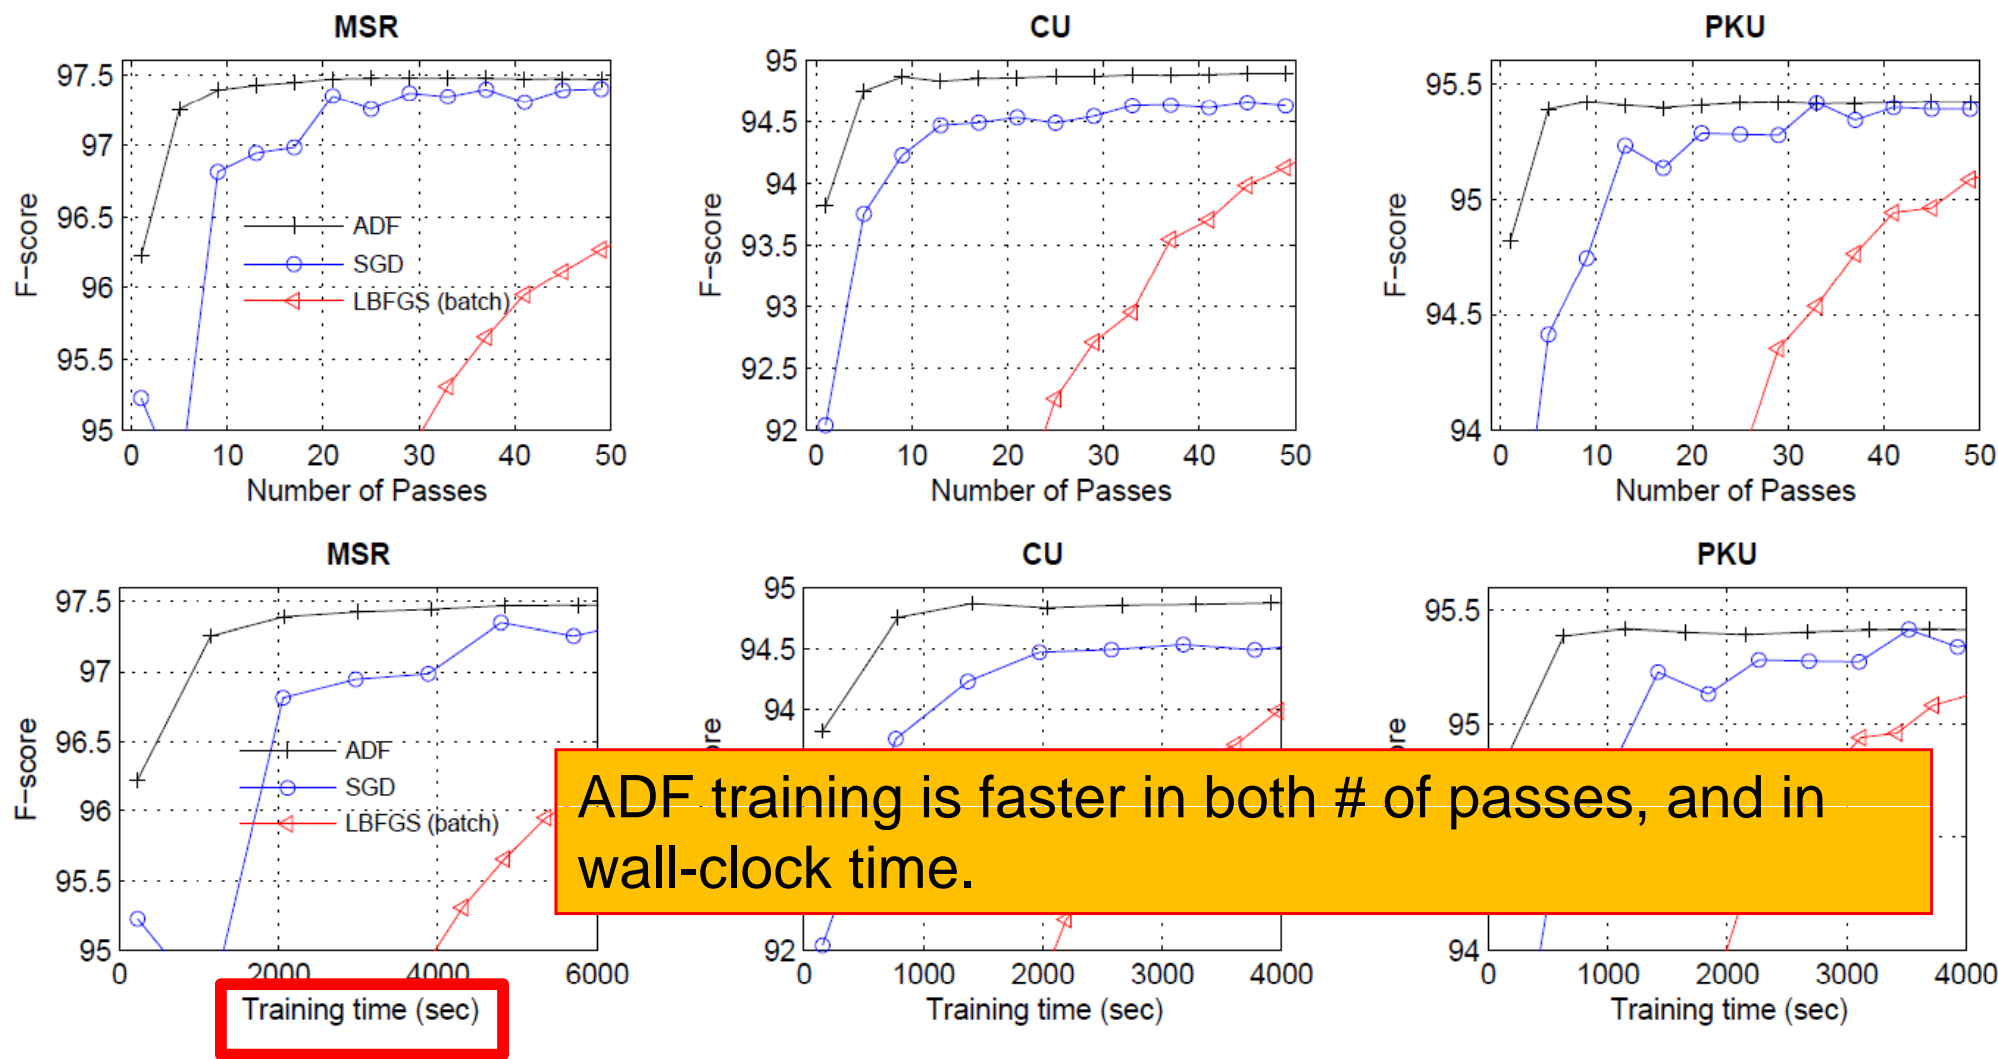 MSR
CU
PKU
97.5
97
96.5
96
95.5
95
F-score
ADF
SGD
LBFGS (batch)
0 10 20 30 40 50
Number of Passes
95
94.5
94
93.5
93
92.5
92
F-score
0 10 20 30 40 50
Number of Passes
95.5
95
94.5
94
F-score
0 10 20 30 40 50
Number of Passes
MSR
CU
PKU
97.5
97
96.5
96
95.5
95
F-score
ADF
SGD
LBFGS (batch)
0 2000 4000 6000
Training time (sec)
95
94.5
94
92
re
0 1000 2000 3000 4000
Training time (sec)
95.5
95
94
re
0 1000 2000 3000 4000
Training time (sec)
ADF training is faster in both # of passes, and in
wall-clock time.